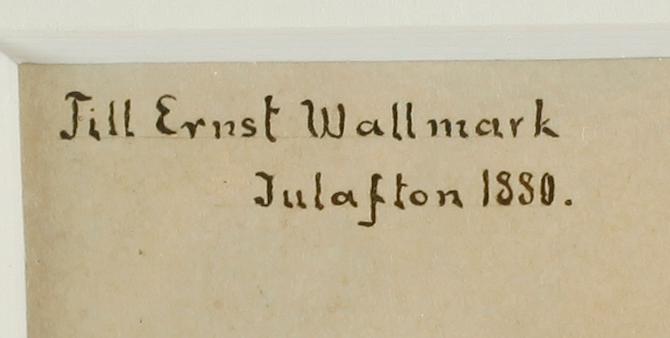 Till Ernst Wallmark
Julafton 1880.